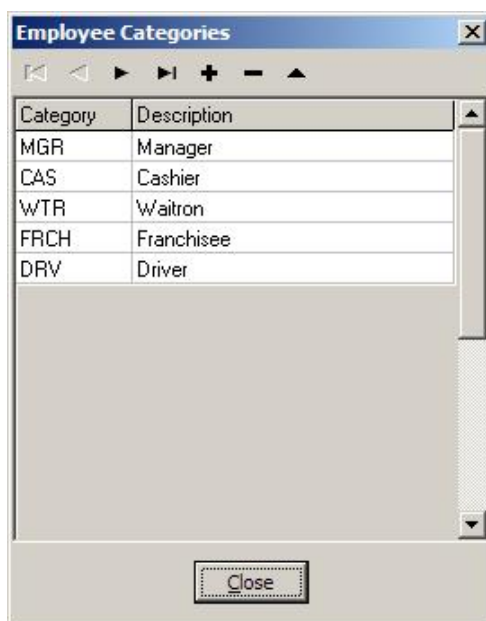 Employee Categories
Category Description
MGR Manager
CAS Cashier
WTR Waitron
FRCH Franchisee
DRV Driver
Close